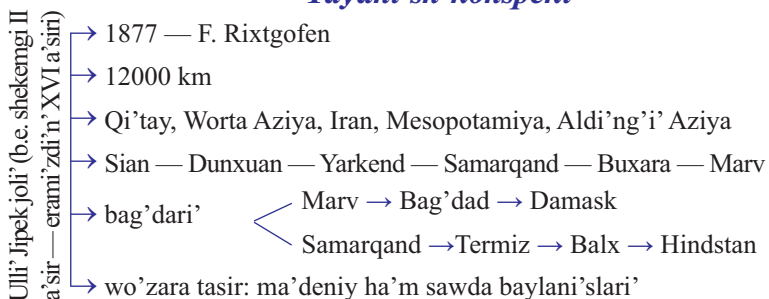 Tayani'sh konspekt
Ulli' Jipek joli' (b.e. shekemgi II
a'sir — erami'zdi'n' XVI a'siri)
→ 1877 — F. Rixtgofen
→ 12000 km
→ Qi'tay, Worta Aziya, Iran, Mesopotamiya, Aldi'ng'i' Aziya
→ Sian — Dunxuan — Yarkend — Samarqand — Buxara — Marv
→ bag'dari'
Marv → Bag'dad → Damask
Samarqand →Termiz → Balx → Hindstan
→ wo'zara tasir: ma'deniy ha'm sawda baylani'slari'